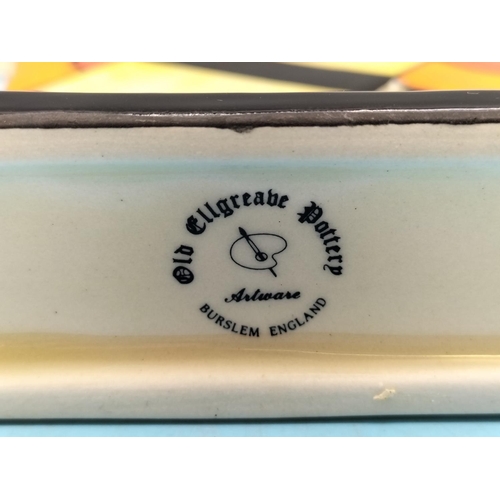 Old Ellgreave Pottery
Artware
BURSLEM ENGLAND